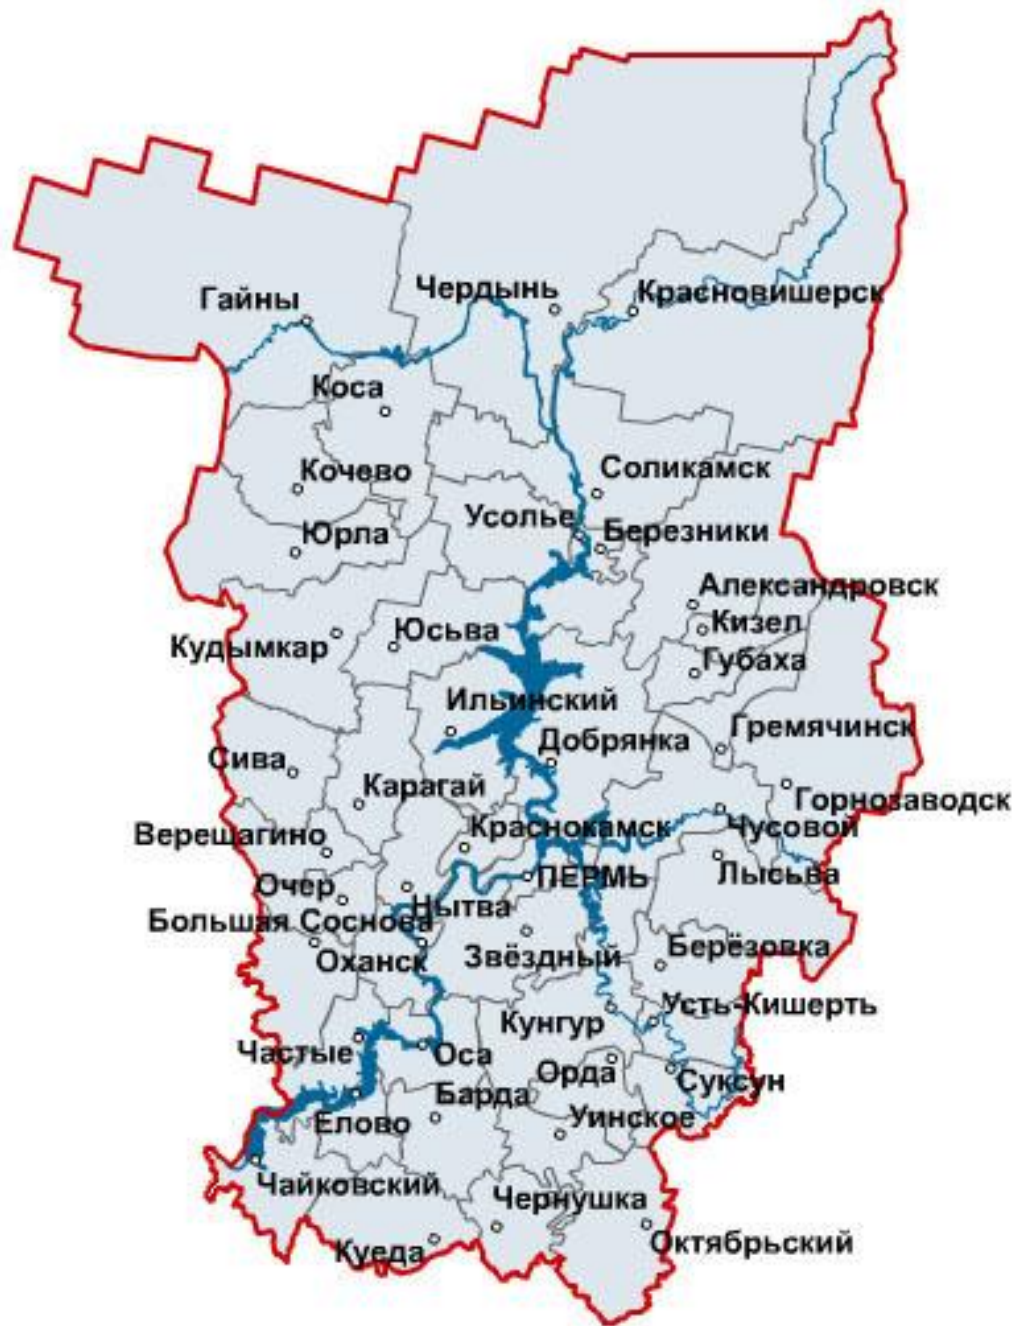 Чердынь
Красновишерск
Гайны
Коса
Соликамск
Кочево
Усолье
Березники
Юрла
Александровск
Кизел
Юсьва
Кудымкар
Губаха
Ильинский
Гремячинск
Добрянка
Сива
Карагай
Горнозаводск
Краснокамск
Чусовой
Верещагино
Лысьва
ПЕРМЬ
Очер
Нытва
Большая Соснова
Берёзовка
Звёздный
Оханск
Усть-Кишерть
Кунгур
Частые
Оса
Орда
Суксун
Барда
Уинское
Елово
Чайковский
Чернушка
Октябрьский
Куеда